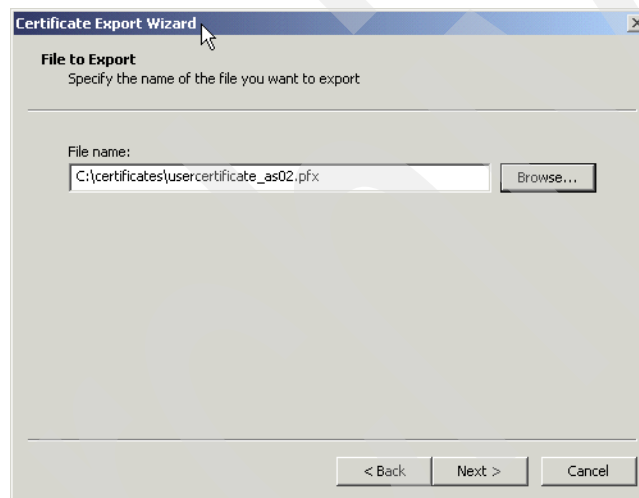 Certificate Export Wizard
File to Export
Specify the name of the file you want to export
File name:
C:\certificates\usercertificate_as02.pfx
Browse...
< Back
Next >
Cancel